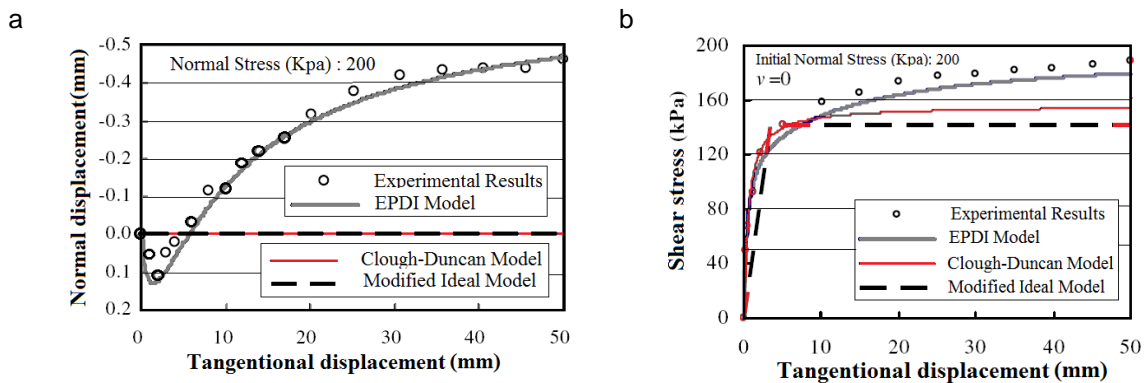 a
-0.5
-0.4
-0.3
-0.2
-0.1
0.0
0.1
0.2
Normal displacement(mm)
Normal Stress (Kpa) : 200
Experimental Results
EPDI Model
Clough-Duncan Model
Modified Ideal Model
0 10 20 30 40 50
Tangentional displacement (mm)
b
200
160
120
80
40
0
Shear stress (kPa)
Initial Normal Stress (Kpa): 200
v=0
Experimental Results
EPDI Model
Clough-Duncan Model
Modified Ideal Model
0 10 20 30 40 50
Tangentional displacement (mm)